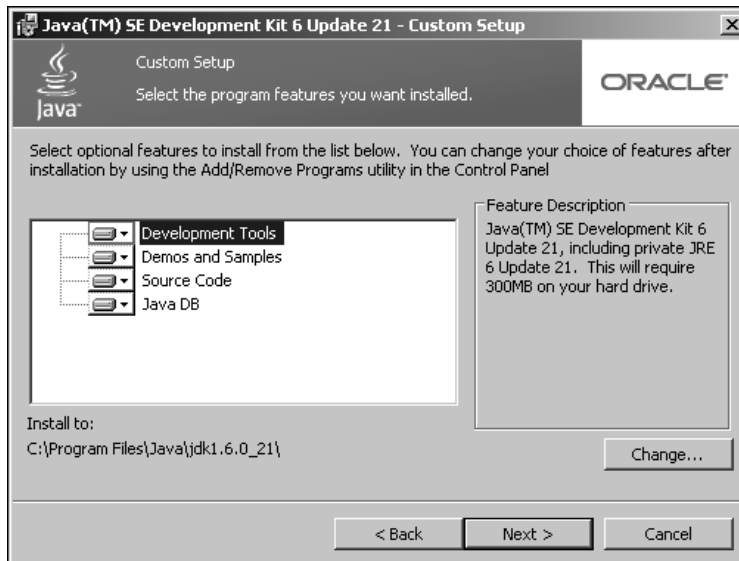 Java(TM) SE Development Kit 6 Update 21 - Custom Setup
Java
Custom Setup
Select the program features you want installed.
ORACLE
Select optional features to install from the list below. You can change your choice of features after
installation by using the Add/Remove Programs utility in the Control Panel
Development Tools
Demos and Samples
Source Code
Java DB
Feature Description
Java(TM) SE Development Kit 6
Update 21, including private JRE
6 Update 21. This will require
300MB on your hard drive.
Install to:
C:\Program Files\Java\jdk1.6.0_21\
Change...
< Back
Next >
Cancel